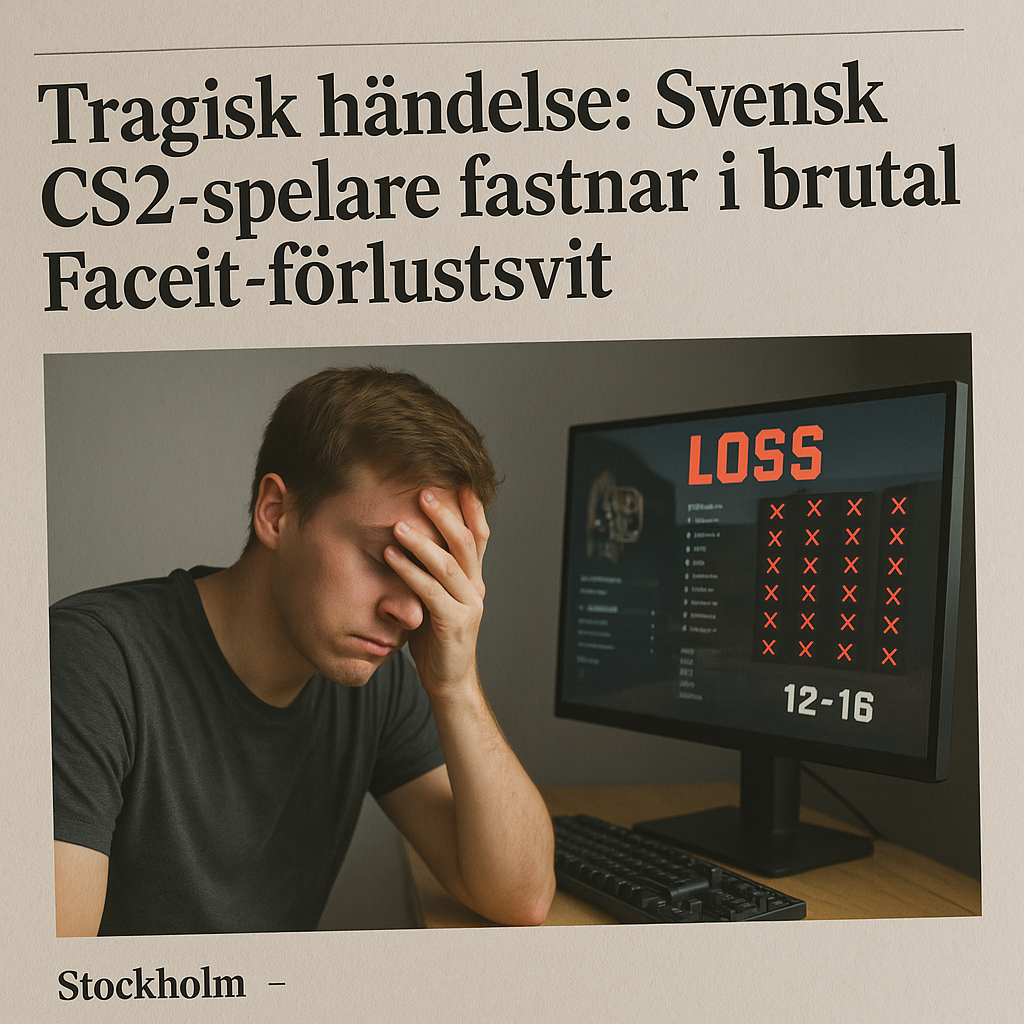 Tragisk händelse: Svensk
CS2-spelare fastnar i brutal
Faceit-förlustsvit
LOSS
12-16
Stockholm –